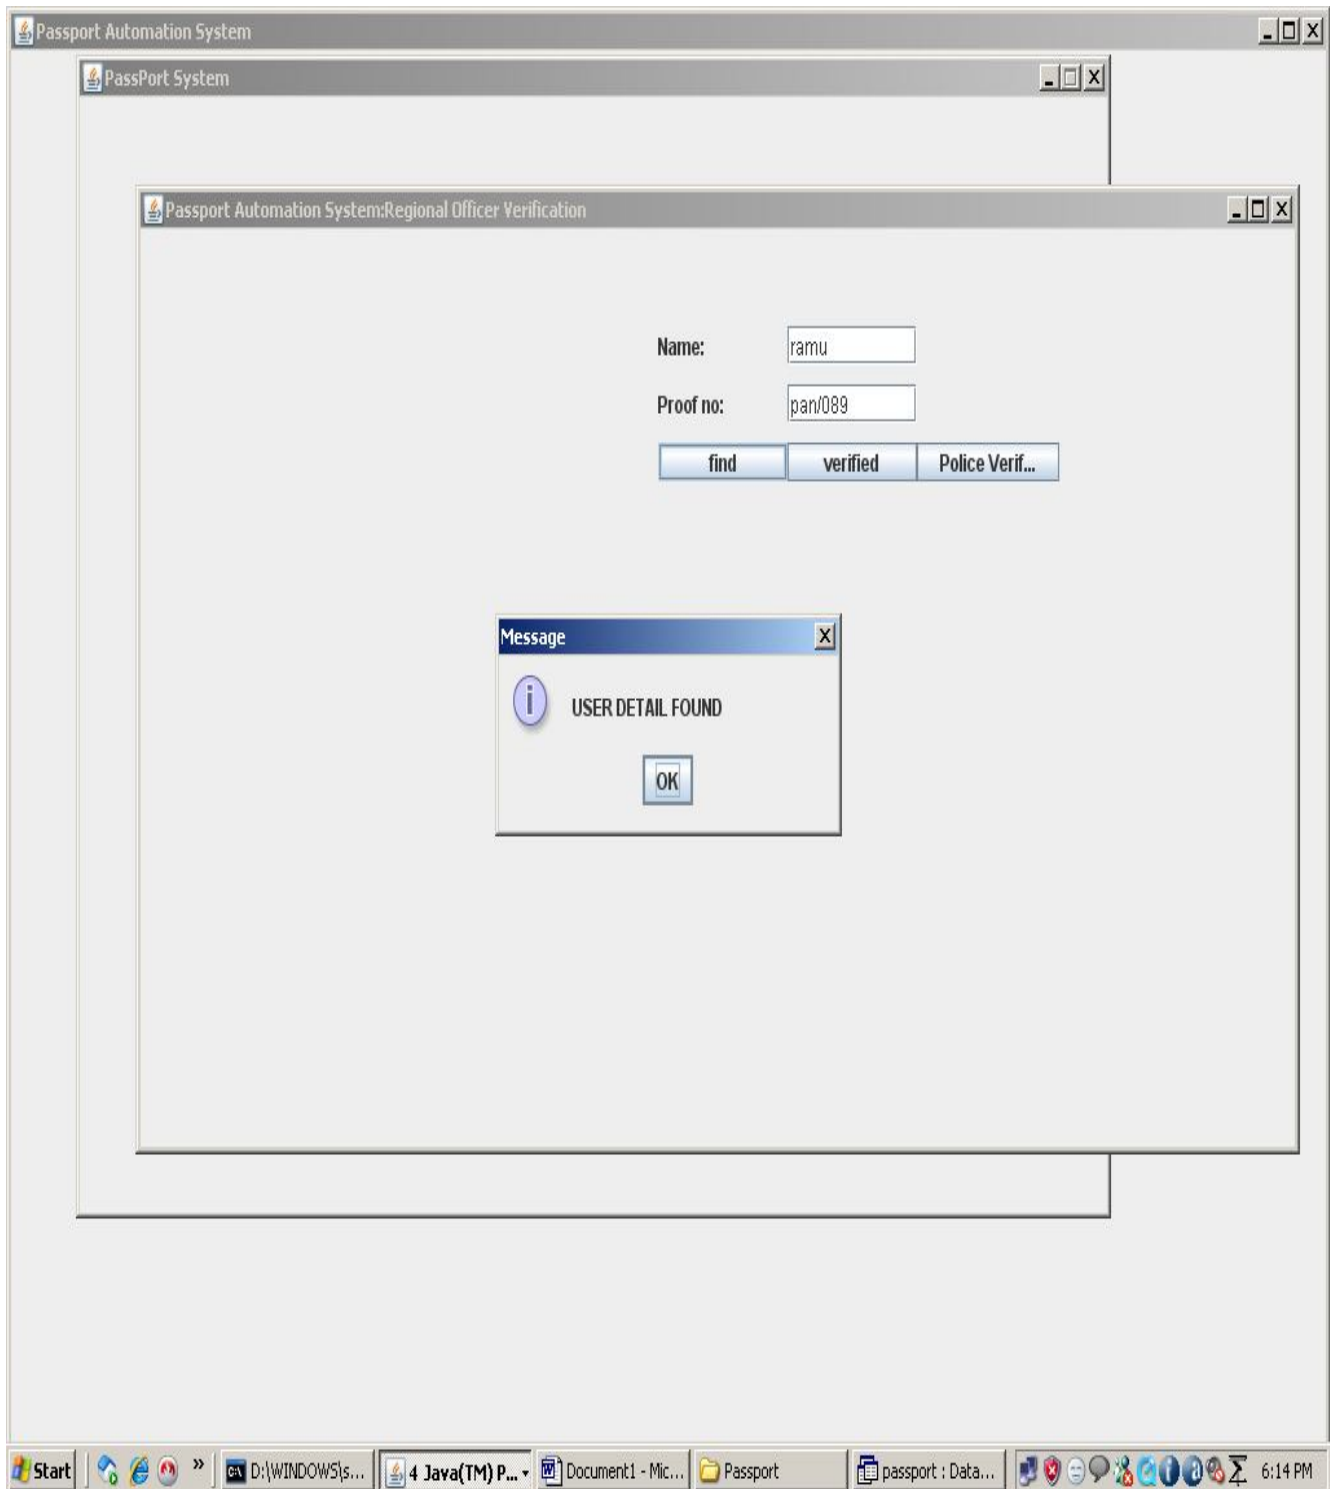 Passport Automation System
PassPort System
Passport Automation System:Regional Officer Verification
Name: ramu
Proof no: pan/089
find verified Police Verif...
Message
i USER DETAIL FOUND
OK
Start » D:\WINDOWS\s... 4 Java(TM) P... Document1 - Mic... Passport passport : Data... 6:14 PM